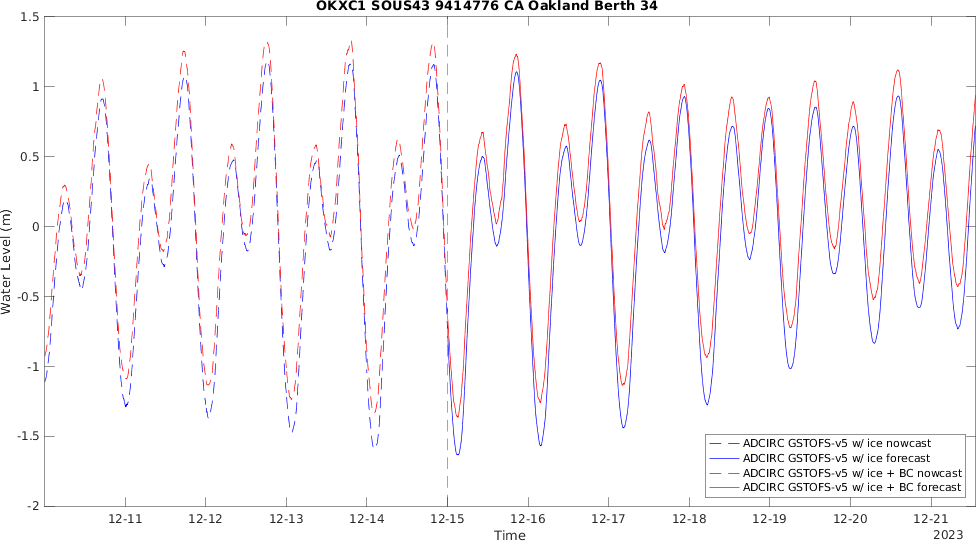 OKXC1 SOUS43 9414776 CA Oakland Berth 34
1.5
1
0.5
0
-0.5
-1
-1.5
-2
Water Level (m)
12-11 12-12 12-13 12-14 12-15 12-16 12-17 12-18 12-19 12-20 12-21
Time
2023
ADCIRC GSTOFS-v5 w/ ice nowcast
ADCIRC GSTOFS-v5 w/ ice forecast
ADCIRC GSTOFS-v5 w/ ice + BC nowcast
ADCIRC GSTOFS-v5 w/ ice + BC forecast